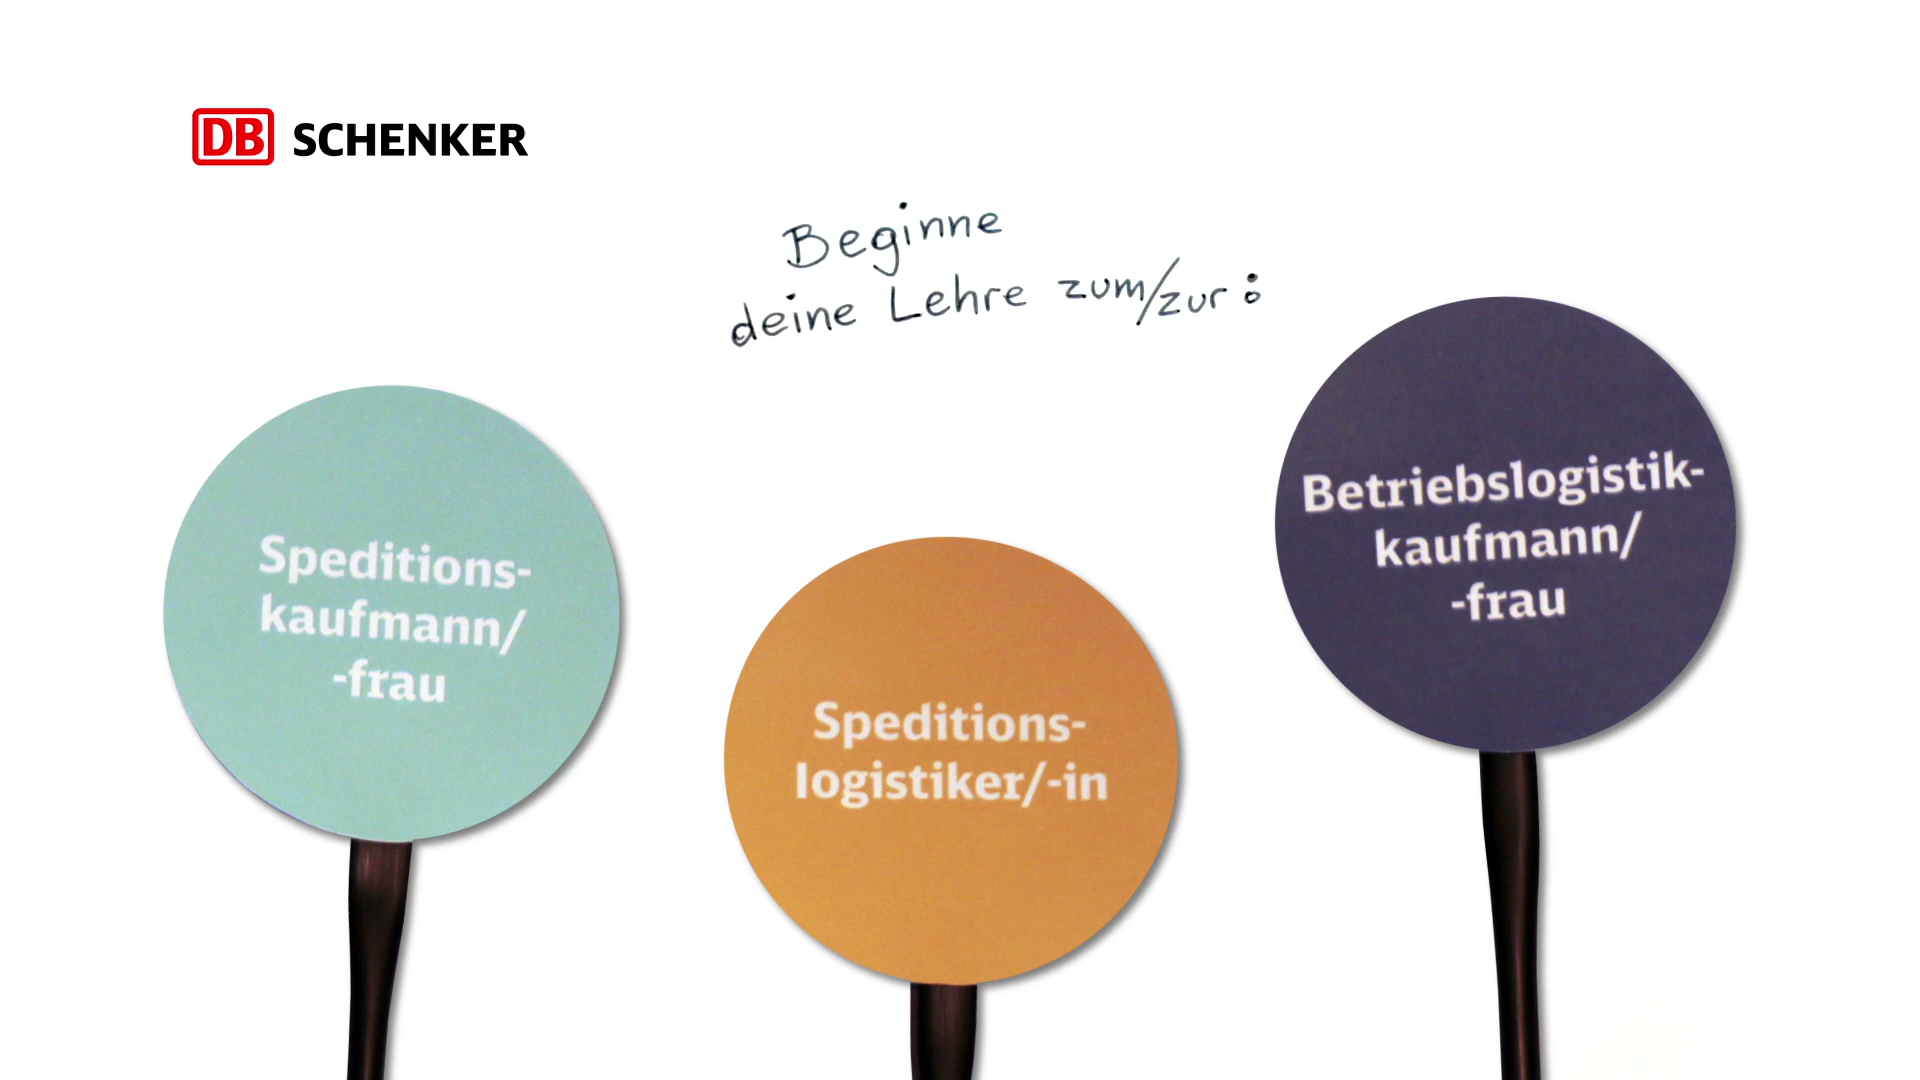 DB SCHENKER
Beginne
deine Lehre zum/zur:
Speditions-
kaufmann/
-frau
Speditions-
logistiker/-in
Betriebslogistik-
kaufmann/
-frau